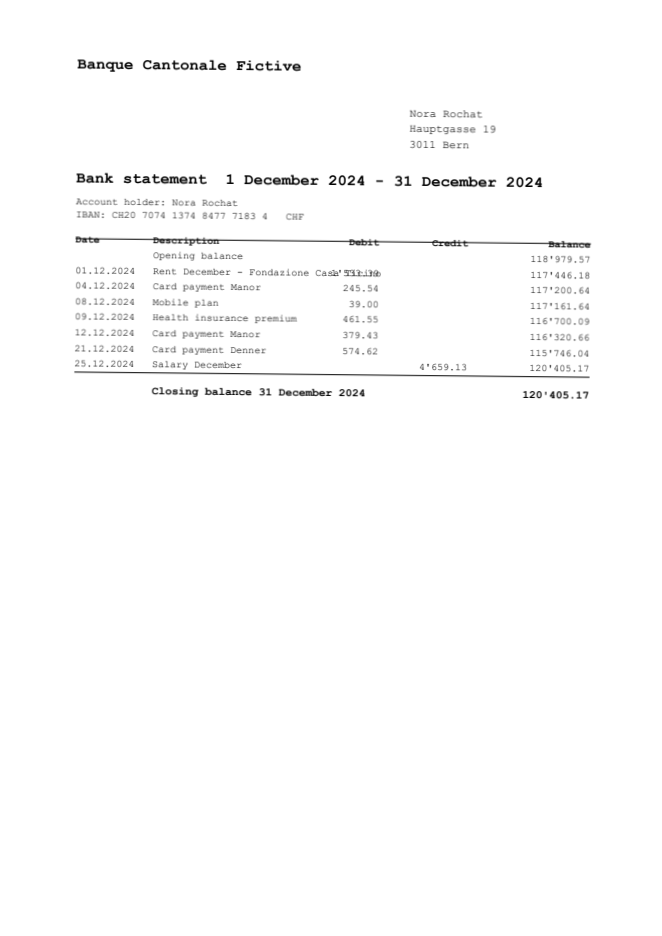 Banque Cantonale Fictive
Nora Rochat
Hauptgasse 19
3011 Bern
Bank statement 1 December 2024 - 31 December 2024
Account holder: Nora Rochat
IBAN: CH20 7074 1374 8477 7183 4 CHF
Date Description Debit Credit Balance
Opening balance 118'979.57
01.12.2024 Rent December - Fondazione 117'446.18
04.12.2024 Card payment Manor 245.54 117'200.64
08.12.2024 Mobile plan 39.00 117'161.64
09.12.2024 Health insurance premium 461.55 116'700.09
12.12.2024 Card payment Manor 379.43 116'320.66
21.12.2024 Card payment Denner 574.62 115'746.04
25.12.2024 Salary December 4'659.13 120'405.17
Closing balance 31 December 2024 120'405.17